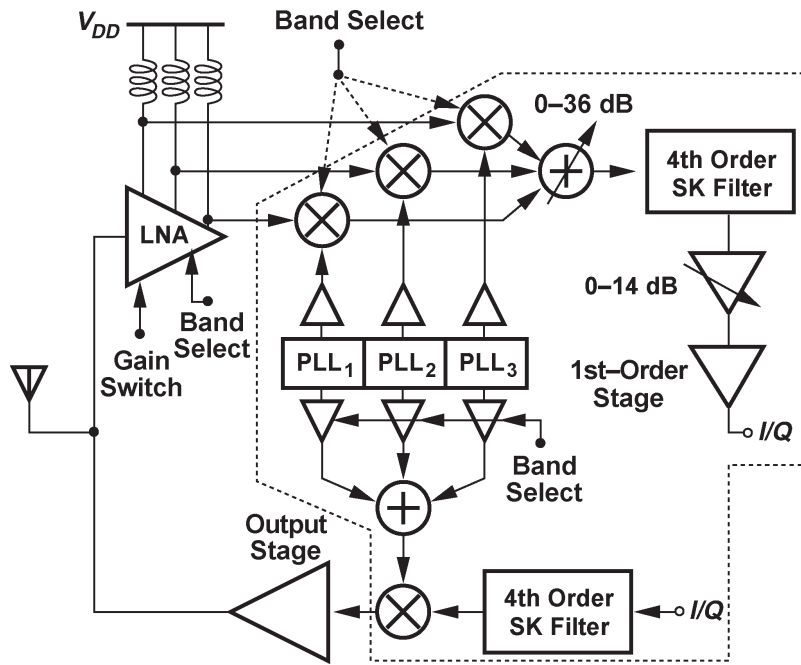 V_DD
Band Select
0–36 dB
4th Order
SK Filter
LNA
Band
Select
Gain
Switch
0–14 dB
PLL1
PLL2
PLL3
1st–Order
Stage
I/Q
Band
Select
Output
Stage
4th Order
SK Filter
I/Q